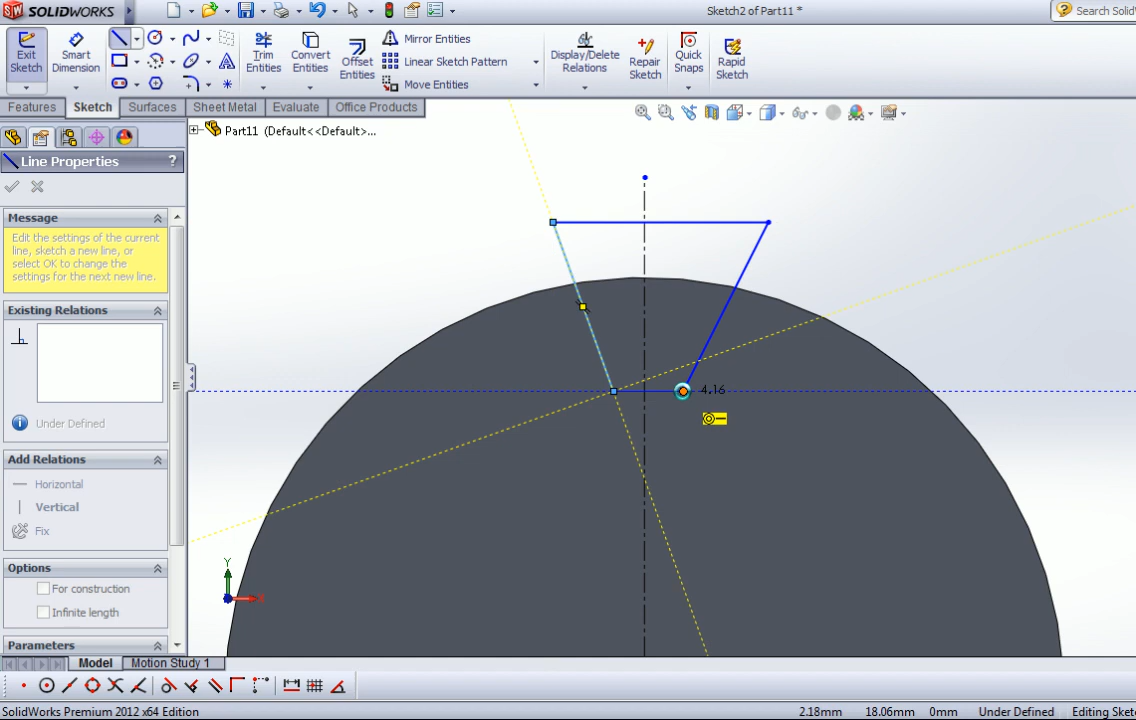 SW SOLIDWORKS
Sketch2 of Part11 *
Search Solid
Exit Sketch
Smart Dimension
Trim Entities
Convert Entities
Offset Entities
Mirror Entities
Linear Sketch Pattern
Move Entities
Display/Delete Relations
Repair Sketch
Quick Snaps
Rapid Sketch
Features
Sketch
Surfaces
Sheet Metal
Evaluate
Office Products
Part11 (Default<<Default>...
Line Properties
?
Message
Edit the settings of the current
line, sketch a new line, or
select OK to change the
settings for the next new line.
Existing Relations
Under Defined
Add Relations
Horizontal
Vertical
Fix
Options
For construction
Infinite length
Parameters
4.16
Y
X
Model
Motion Study 1
SolidWorks Premium 2012 x64 Edition
2.18mm
18.06mm
0mm
Under Defined
Editing Sket